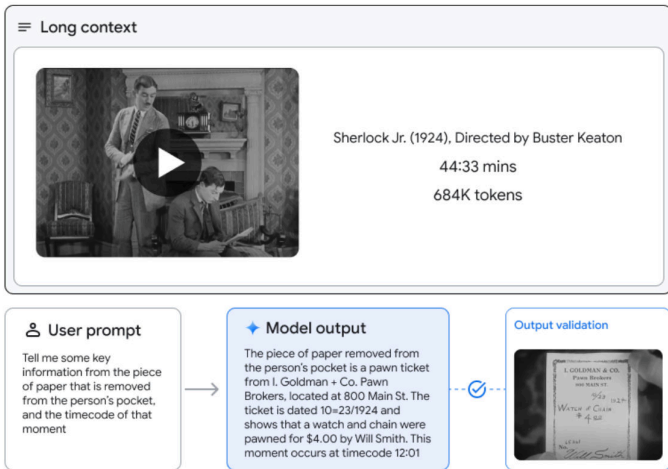 Long context
Sherlock Jr. (1924), Directed by Buster Keaton
44:33 mins
684K tokens
User prompt
Tell me some key
information from the piece
of paper that is removed
from the person's pocket,
and the timecode of that
moment
Model output
The piece of paper removed from
the person's pocket is a pawn ticket
from I. Goldman + Co. Pawn
Brokers, located at 800 Main St. The
ticket is dated 10=23/1924 and
shows that a watch and chain were
pawned for $4.00 by Will Smith. This
moment occurs at timecode 12:01
Output validation
I. GOLDMAN & CO.
Pawn Brokers
MAIN ST.
WATCH & CHAIN
Will Smith